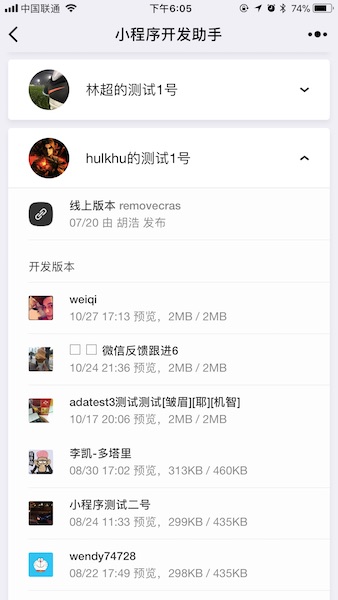 中国联通 下午6:05 74%
小程序开发助手
林超的测试1号
hulkhu的测试1号
线上版本 removecras
07/20 由 胡浩 发布
开发版本
weiqi
10/27 17:13 预览，2MB / 2MB
□ □ 微信反馈跟进6
10/24 21:36 预览，2MB / 2MB
adatest3测试测试[皱眉][耶][机智]
10/17 20:06 预览，2MB / 2MB
李凯-多塔里
08/30 17:02 预览，313KB / 460KB
小程序测试二号
08/24 11:33 预览，299KB / 435KB
wendy74728
08/22 17:49 预览，298KB / 435KB